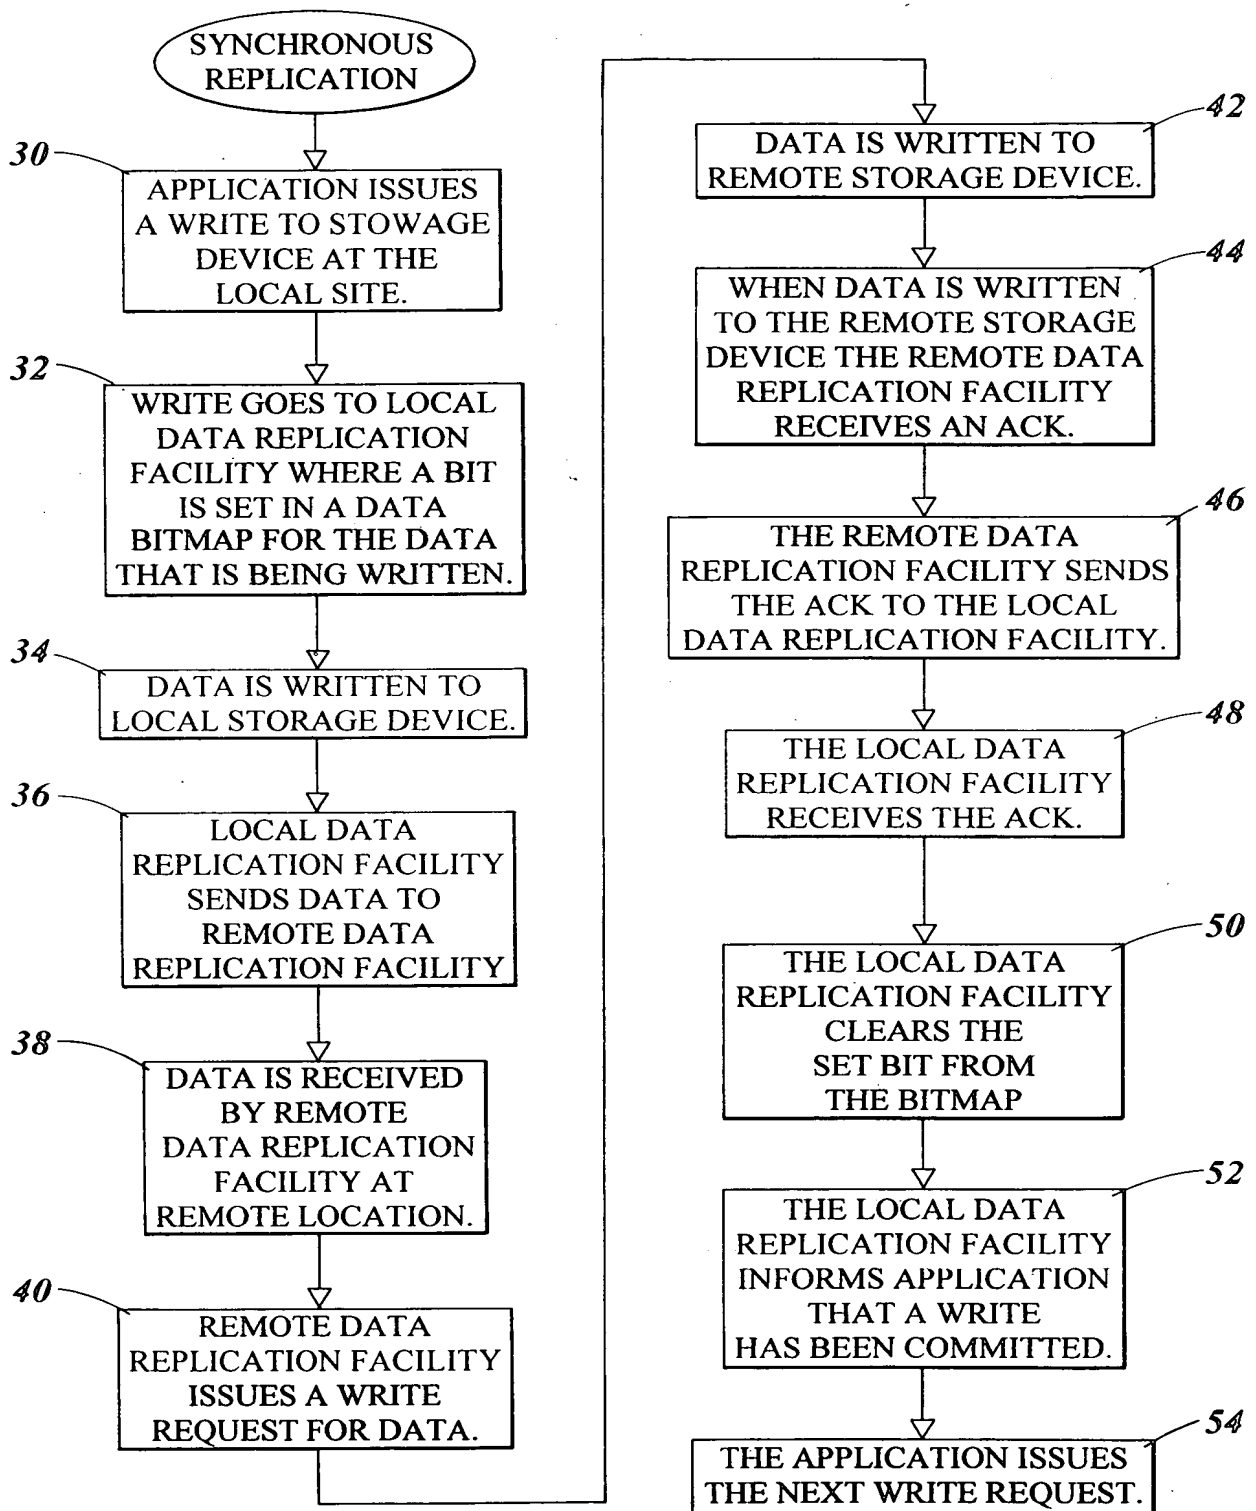 SYNCHRONOUS
REPLICATION
30
APPLICATION ISSUES
A WRITE TO STOWAGE
DEVICE AT THE
LOCAL SITE.
32
WRITE GOES TO LOCAL
DATA REPLICATION
FACILITY WHERE A BIT
IS SET IN A DATA
BITMAP FOR THE DATA
THAT IS BEING WRITTEN.
34
DATA IS WRITTEN TO
LOCAL STORAGE DEVICE.
36
LOCAL DATA
REPLICATION FACILITY
SENDS DATA TO
REMOTE DATA
REPLICATION FACILITY
38
DATA IS RECEIVED
BY REMOTE
DATA REPLICATION
FACILITY AT
REMOTE LOCATION.
40
REMOTE DATA
REPLICATION FACILITY
ISSUES A WRITE
REQUEST FOR DATA.
42
DATA IS WRITTEN TO
REMOTE STORAGE DEVICE.
44
WHEN DATA IS WRITTEN
TO THE REMOTE STORAGE
DEVICE THE REMOTE DATA
REPLICATION FACILITY
RECEIVES AN ACK.
46
THE REMOTE DATA
REPLICATION FACILITY SENDS
THE ACK TO THE LOCAL
DATA REPLICATION FACILITY.
48
THE LOCAL DATA
REPLICATION FACILITY
RECEIVES THE ACK.
50
THE LOCAL DATA
REPLICATION FACILITY
CLEARS THE
SET BIT FROM
THE BITMAP
52
THE LOCAL DATA
REPLICATION FACILITY
INFORMS APPLICATION
THAT A WRITE
HAS BEEN COMMITTED.
54
THE APPLICATION ISSUES
THE NEXT WRITE REQUEST.